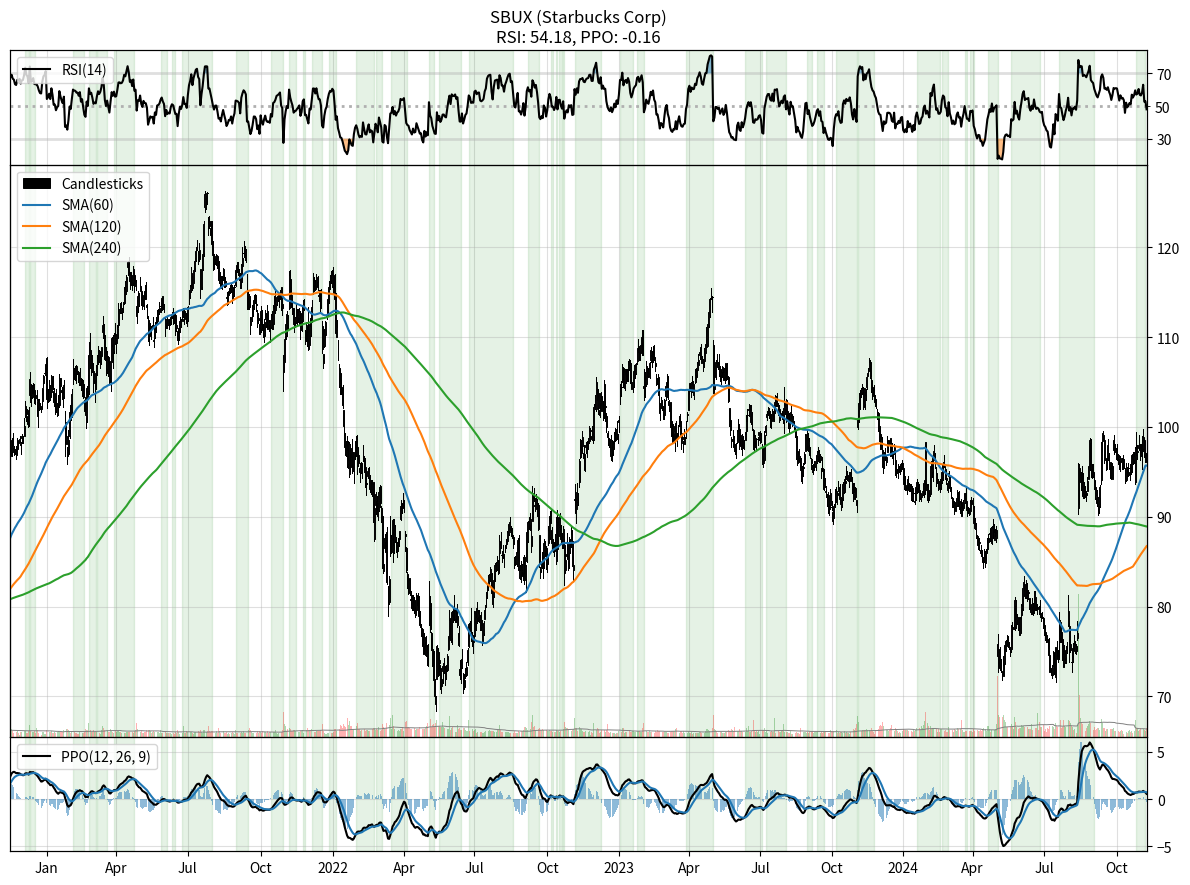 SBUX (Starbucks Corp)
RSI: 54.18, PPO: -0.16
RSI(14)
70
50
30
Candlesticks
SMA(60)
SMA(120)
SMA(240)
120
110
100
90
80
70
PPO(12, 26, 9)
5
0
−5
Jan Apr Jul Oct 2022 Apr Jul Oct 2023 Apr Jul Oct 2024 Apr Jul Oct